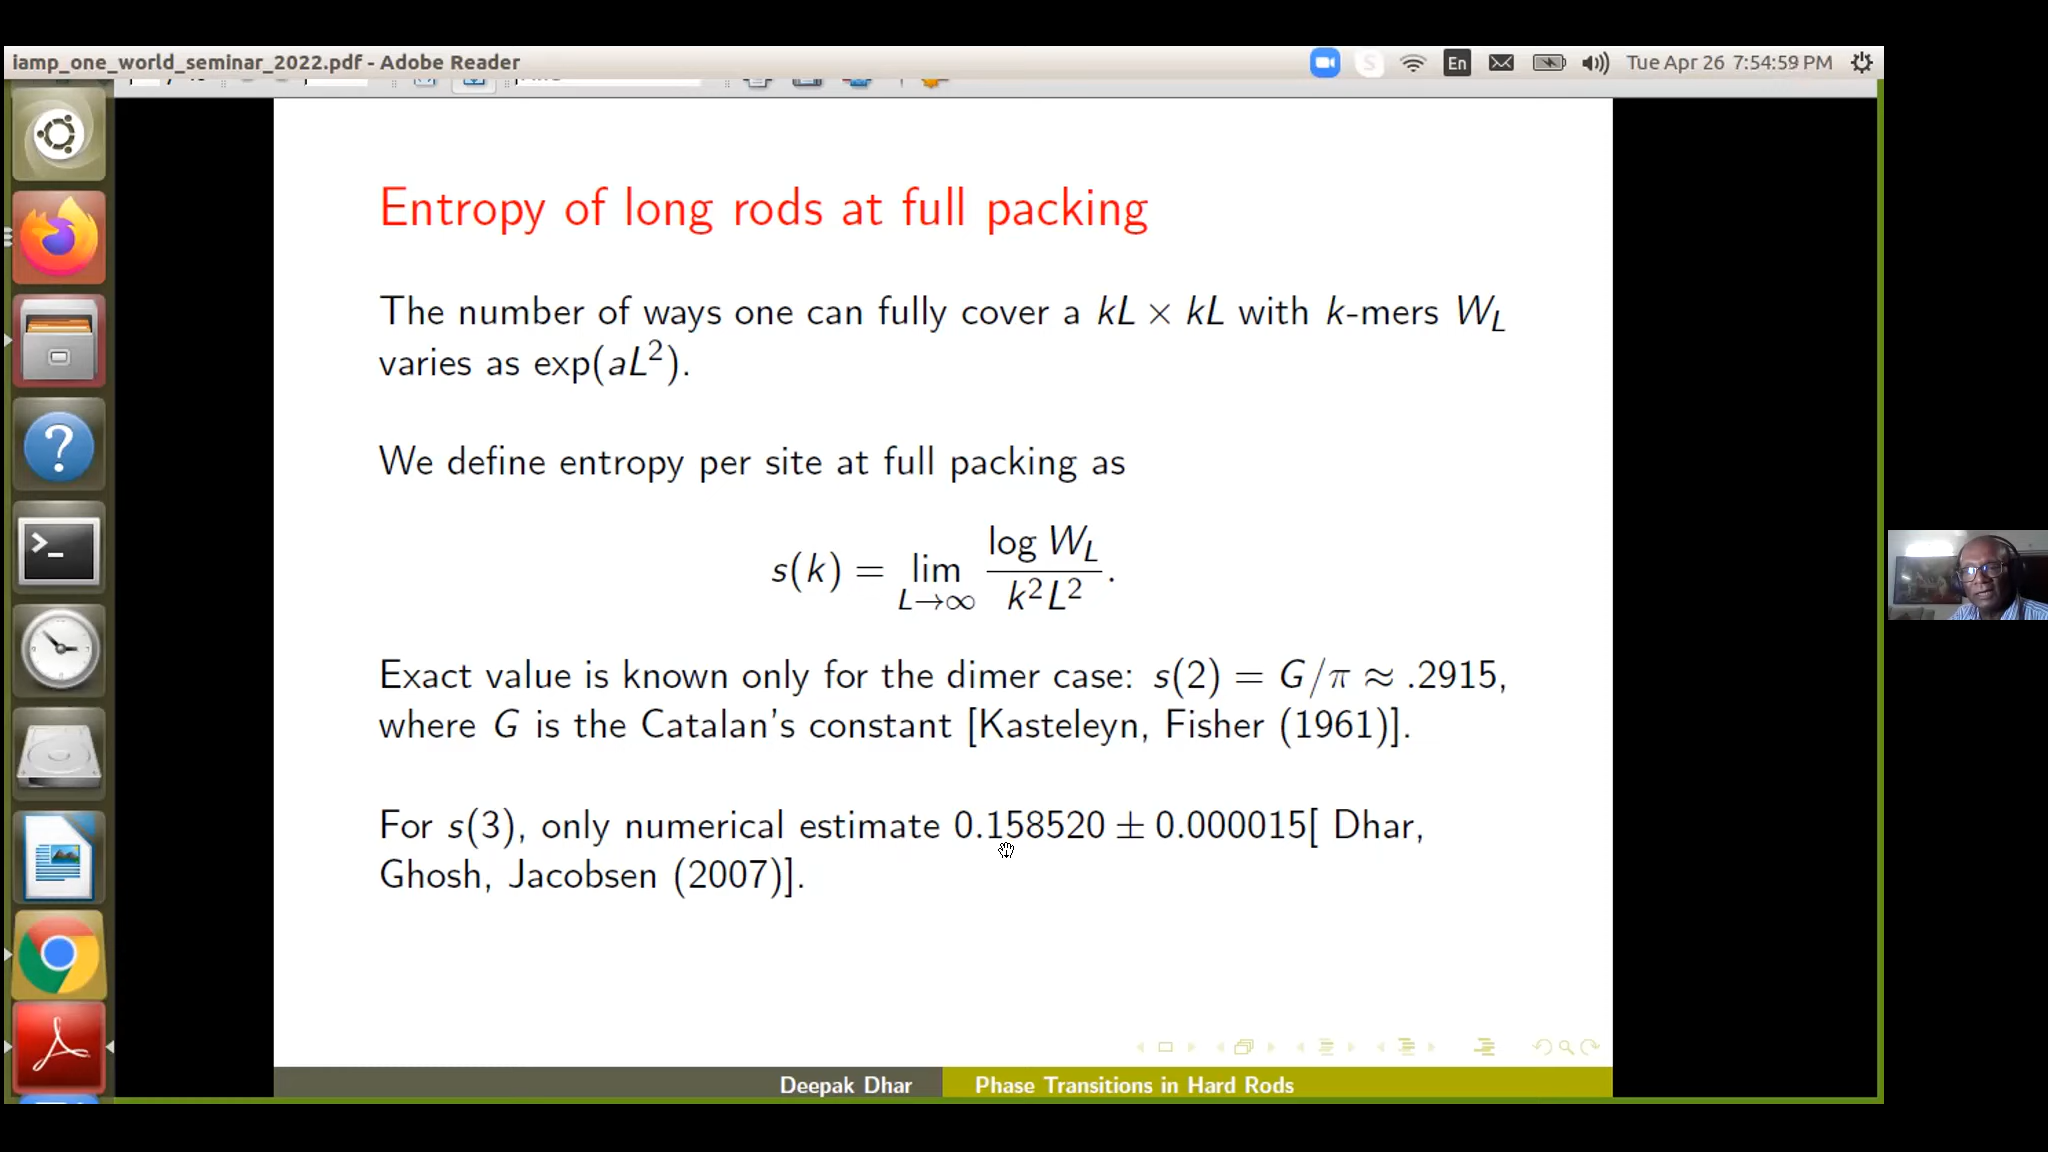 iamp_one_world_seminar_2022.pdf - Adobe Reader
En
Tue Apr 26 7:54:59 PM
Entropy of long rods at full packing
The number of ways one can fully cover a kL × kL with k-mers W_L
varies as exp(aL²).
We define entropy per site at full packing as
s(k) = lim_{L→∞} log W_L / k²L² .
Exact value is known only for the dimer case: s(2) = G/π ≈ .2915,
where G is the Catalan's constant [Kasteleyn, Fisher (1961)].
For s(3), only numerical estimate 0.158520 ± 0.000015[ Dhar,
Ghosh, Jacobsen (2007)].
Deepak Dhar
Phase Transitions in Hard Rods